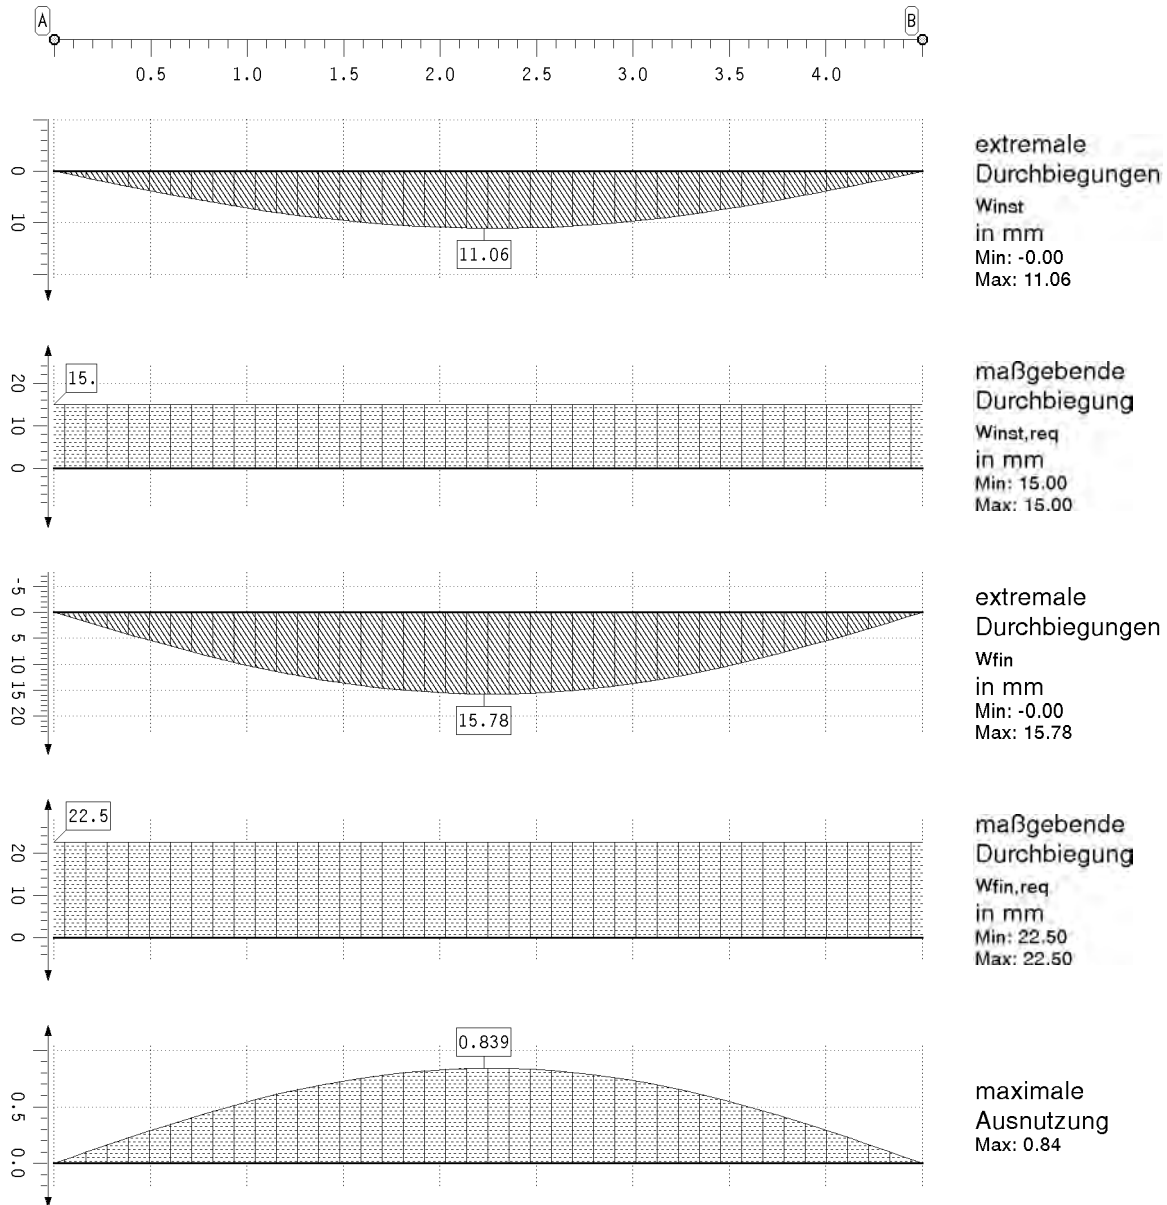 A B
0.5 1.0 1.5 2.0 2.5 3.0 3.5 4.0
0
10
11.06
extremale
Durchbiegungen
Winst
in mm
Min: -0.00
Max: 11.06
20
10
0
15.
maßgebende
Durchbiegung
Winst,req
in mm
Min: 15.00
Max: 15.00
-5
0
5
10
15
20
15.78
extremale
Durchbiegungen
Wfin
in mm
Min: -0.00
Max: 15.78
20
10
0
22.5
maßgebende
Durchbiegung
Wfin,req
in mm
Min: 22.50
Max: 22.50
0.5
0.0
0.839
maximale
Ausnutzung
Max: 0.84